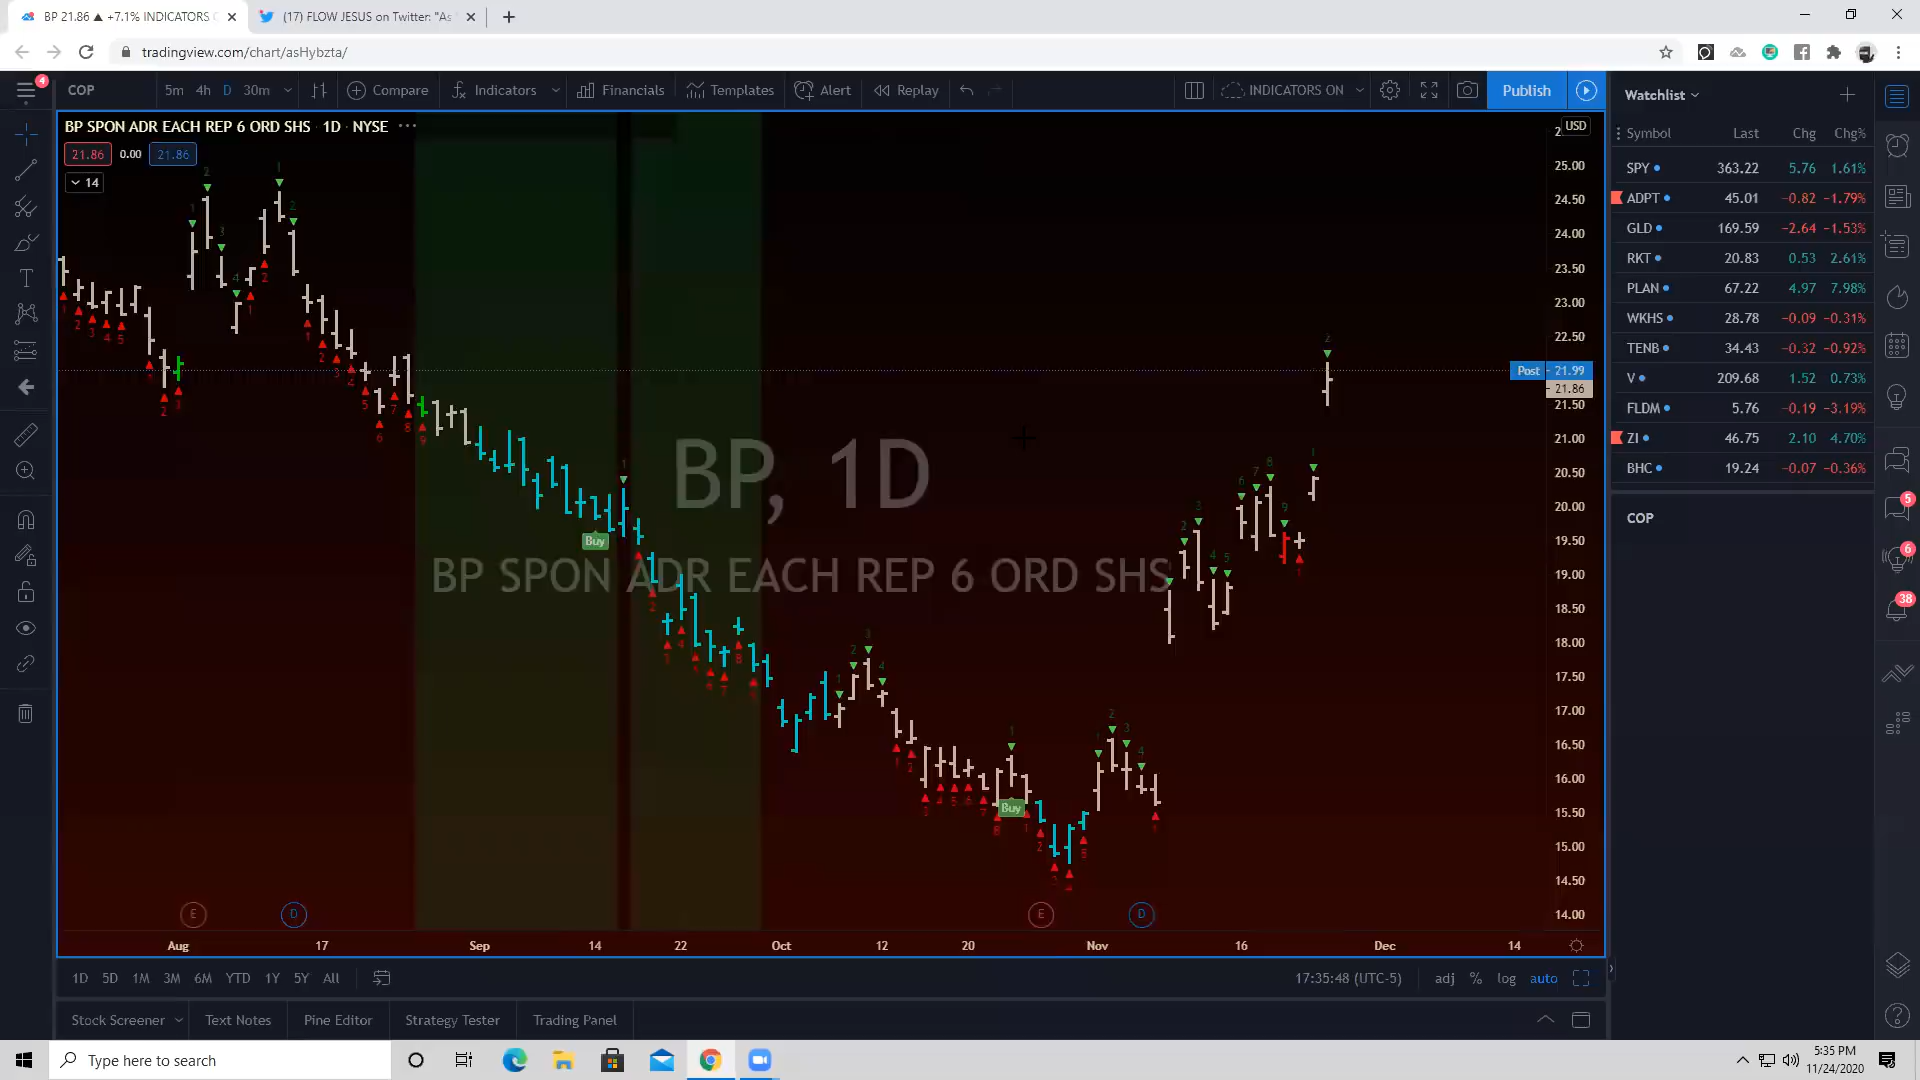 BP 21.86 ▲ +7.1% INDICATORS
(17) FLOW JESUS on Twitter: "As
tradingview.com/chart/asHybzta/
4
COP
5m 4h D 30m
Compare
Indicators
Financials
Templates
Alert
Replay
INDICATORS ON
Publish
BP SPON ADR EACH REP 6 ORD SHS · 1D · NYSE
21.86 0.00 21.86
14
BP, 1D
BP SPON ADR EACH REP 6 ORD SHS
Buy
Buy
USD
25.00
24.50
24.00
23.50
23.00
22.50
Post 21.99
21.86
21.50
21.00
20.50
20.00
19.50
19.00
18.50
18.00
17.50
17.00
16.50
16.00
15.50
15.00
14.50
14.00
E D E D
Aug 17 Sep 14 22 Oct 12 20 Nov 16 Dec 14
1D 5D 1M 3M 6M YTD 1Y 5Y All
17:35:48 (UTC-5)
adj % log auto
Stock Screener
Text Notes
Pine Editor
Strategy Tester
Trading Panel
Watchlist
Symbol Last Chg Chg%
SPY 363.22 5.76 1.61%
ADPT 45.01 −0.82 −1.79%
GLD 169.59 −2.64 −1.53%
RKT 20.83 0.53 2.61%
PLAN 67.22 4.97 7.98%
WKHS 28.78 −0.09 −0.31%
TENB 34.43 −0.32 −0.92%
V 209.68 1.52 0.73%
FLDM 5.76 −0.19 −3.19%
ZI 46.75 2.10 4.70%
BHC 19.24 −0.07 −0.36%
COP
5
6
38
Type here to search
5:35 PM
11/24/2020